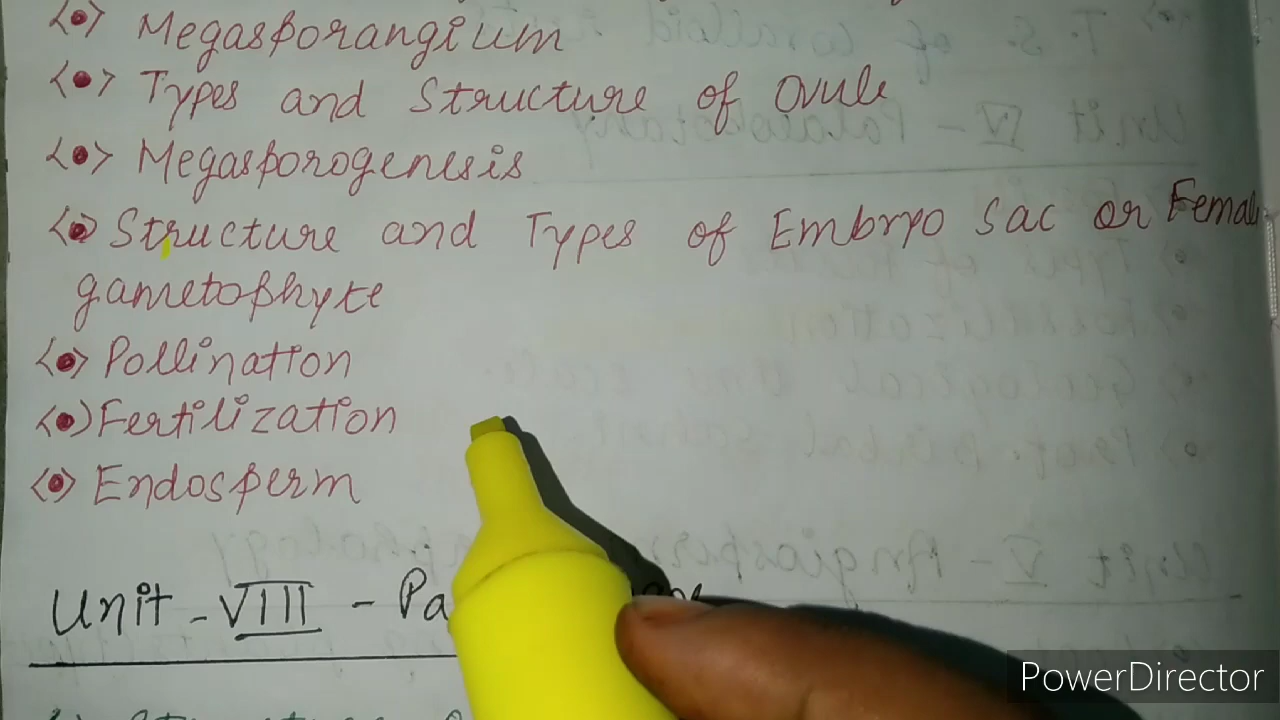 Megasporangium
Types and Structure of Ovule
Megasporogenesis
Structure and Types of Embryo Sac or Female
gametophyte
Pollination
Fertilization
Endosperm
Unit - VIII - Pa
PowerDirector